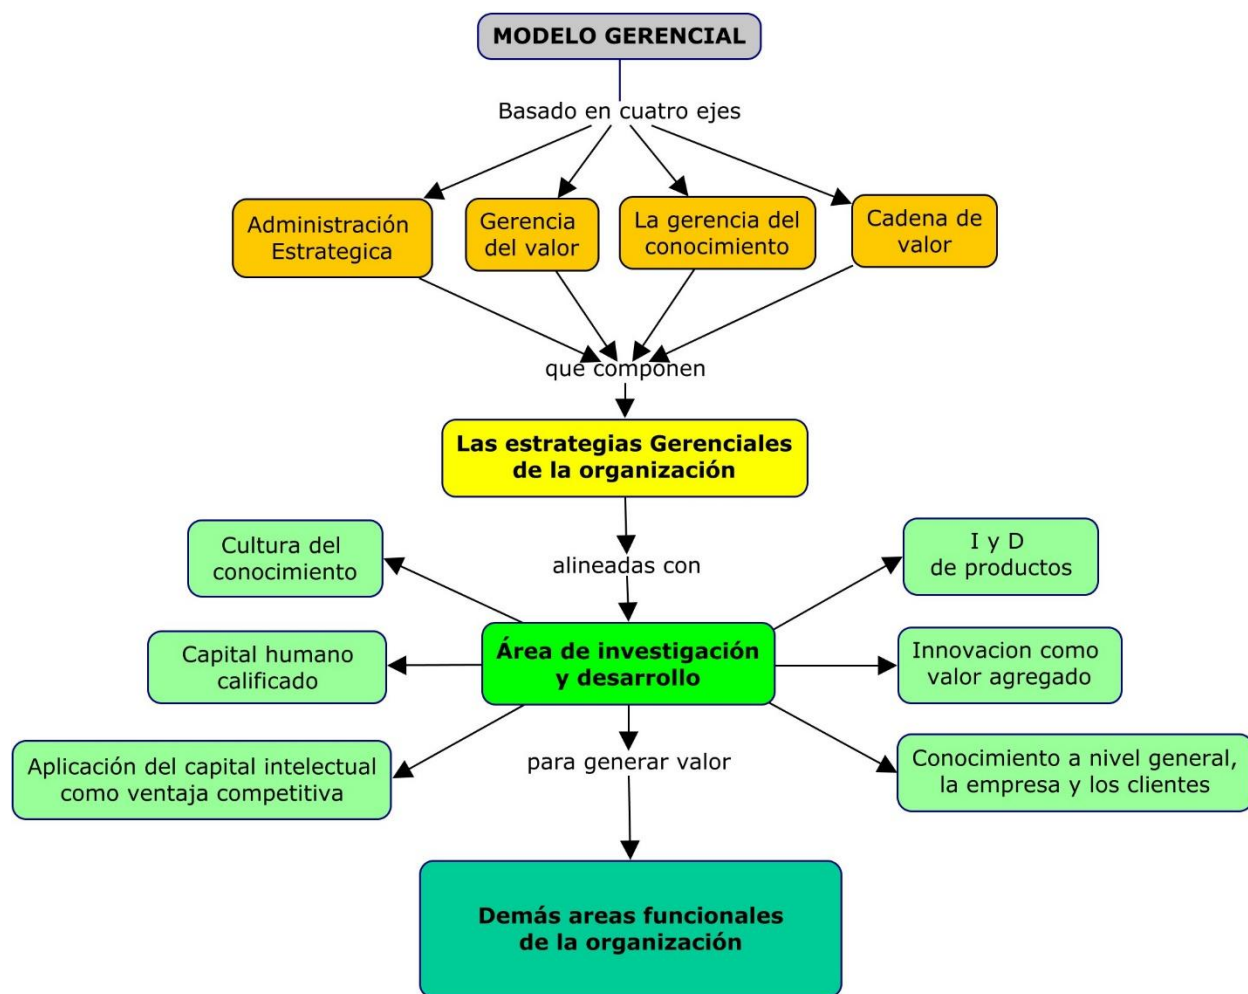 MODELO GERENCIAL
Basado en cuatro ejes
Administración
Estrategica
Gerencia
del valor
La gerencia del
conocimiento
Cadena de
valor
que componen
Las estrategias Gerenciales
de la organización
alineadas con
Cultura del
conocimiento
I y D
de productos
Área de investigación
y desarrollo
Capital humano
calificado
Innovacion como
valor agregado
Aplicación del capital intelectual
como ventaja competitiva
para generar valor
Conocimiento a nivel general,
la empresa y los clientes
Demás areas funcionales
de la organización